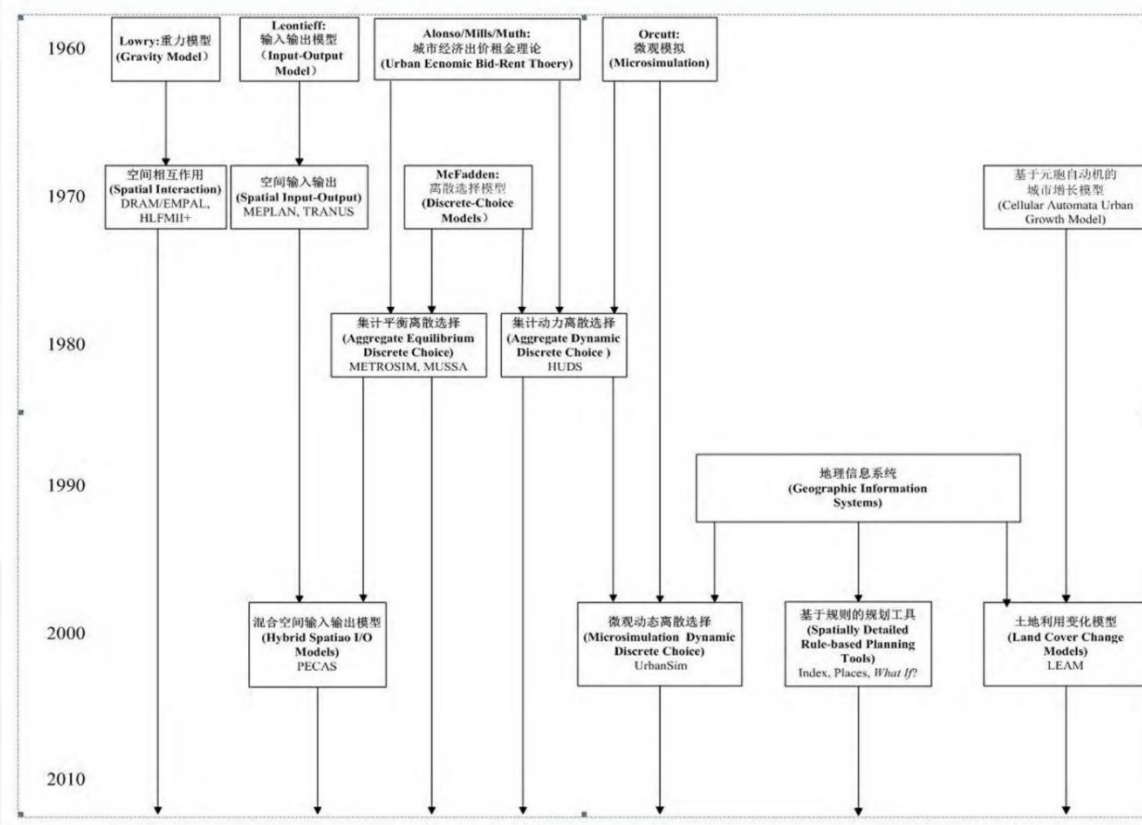 1960
Lowry:重力模型
(Gravity Model）
Leontieff:
输入输出模型
（Input-Output
Model）
Alonso/Mills/Muth:
城市经济出价租金理论
(Urban Ecnomic Bid-Rent Thoery)
Orcutt:
微观模拟
(Microsimulation)
1970
空间相互作用
(Spatial Interaction)
DRAM/EMPAL,
HLFMII+
空间输入输出
(Spatial Input-Output)
MEPLAN, TRANUS
McFadden:
离散选择模型
(Discrete-Choice
Models）
基于元胞自动机的
城市增长模型
(Cellular Automata Urban
Growth Model)
1980
集计平衡离散选择
(Aggregate Equilibrium
Discrete Choice)
METROSIM, MUSSA
集计动力离散选择
(Aggregate Dynamic
Discrete Choice )
HUDS
1990
地理信息系统
(Geographic Information
Systems)
2000
混合空间输入输出模型
(Hybrid Spatiao I/O
Models)
PECAS
微观动态离散选择
(Microsimulation Dynamic
Discrete Choice)
UrbanSim
基于规则的规划工具
(Spatially Detailed
Rule-based Planning
Tools)
Index, Places, What If?
土地利用变化模型
(Land Cover Change
Models)
LEAM
2010